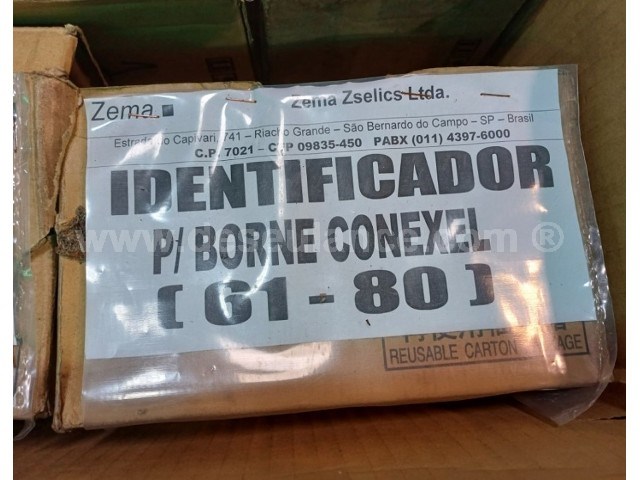 Zema.
Zema Zselics Ltda.
Estrada do Capivari, 741 – Riacho Grande – São Bernardo do Campo – SP – Brasil
C.P. 7021 – CEP 09835-450 PABX (011) 4397-6000
IDENTIFICADOR
P/ BORNE CONEXEL
( 61 - 80 )
REUSABLE CARTON